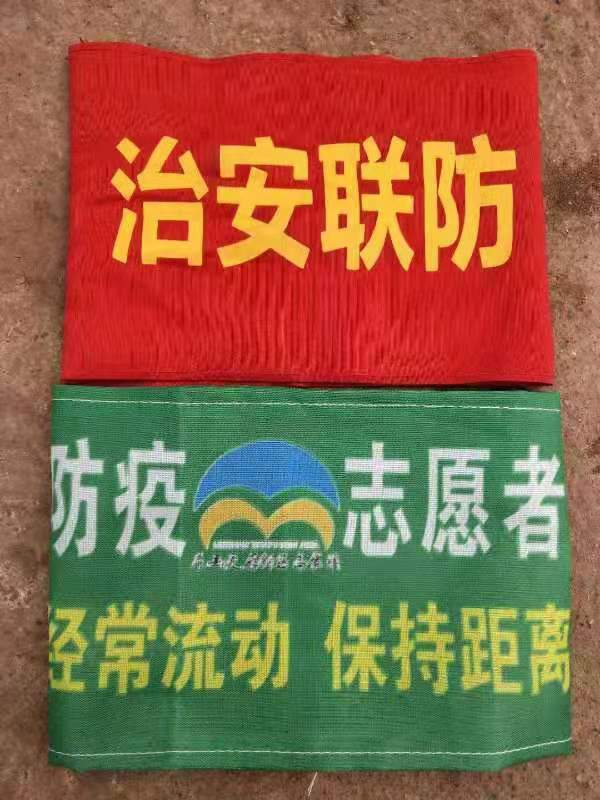 治安联防
防疫 志愿者
经常流动 保持距离